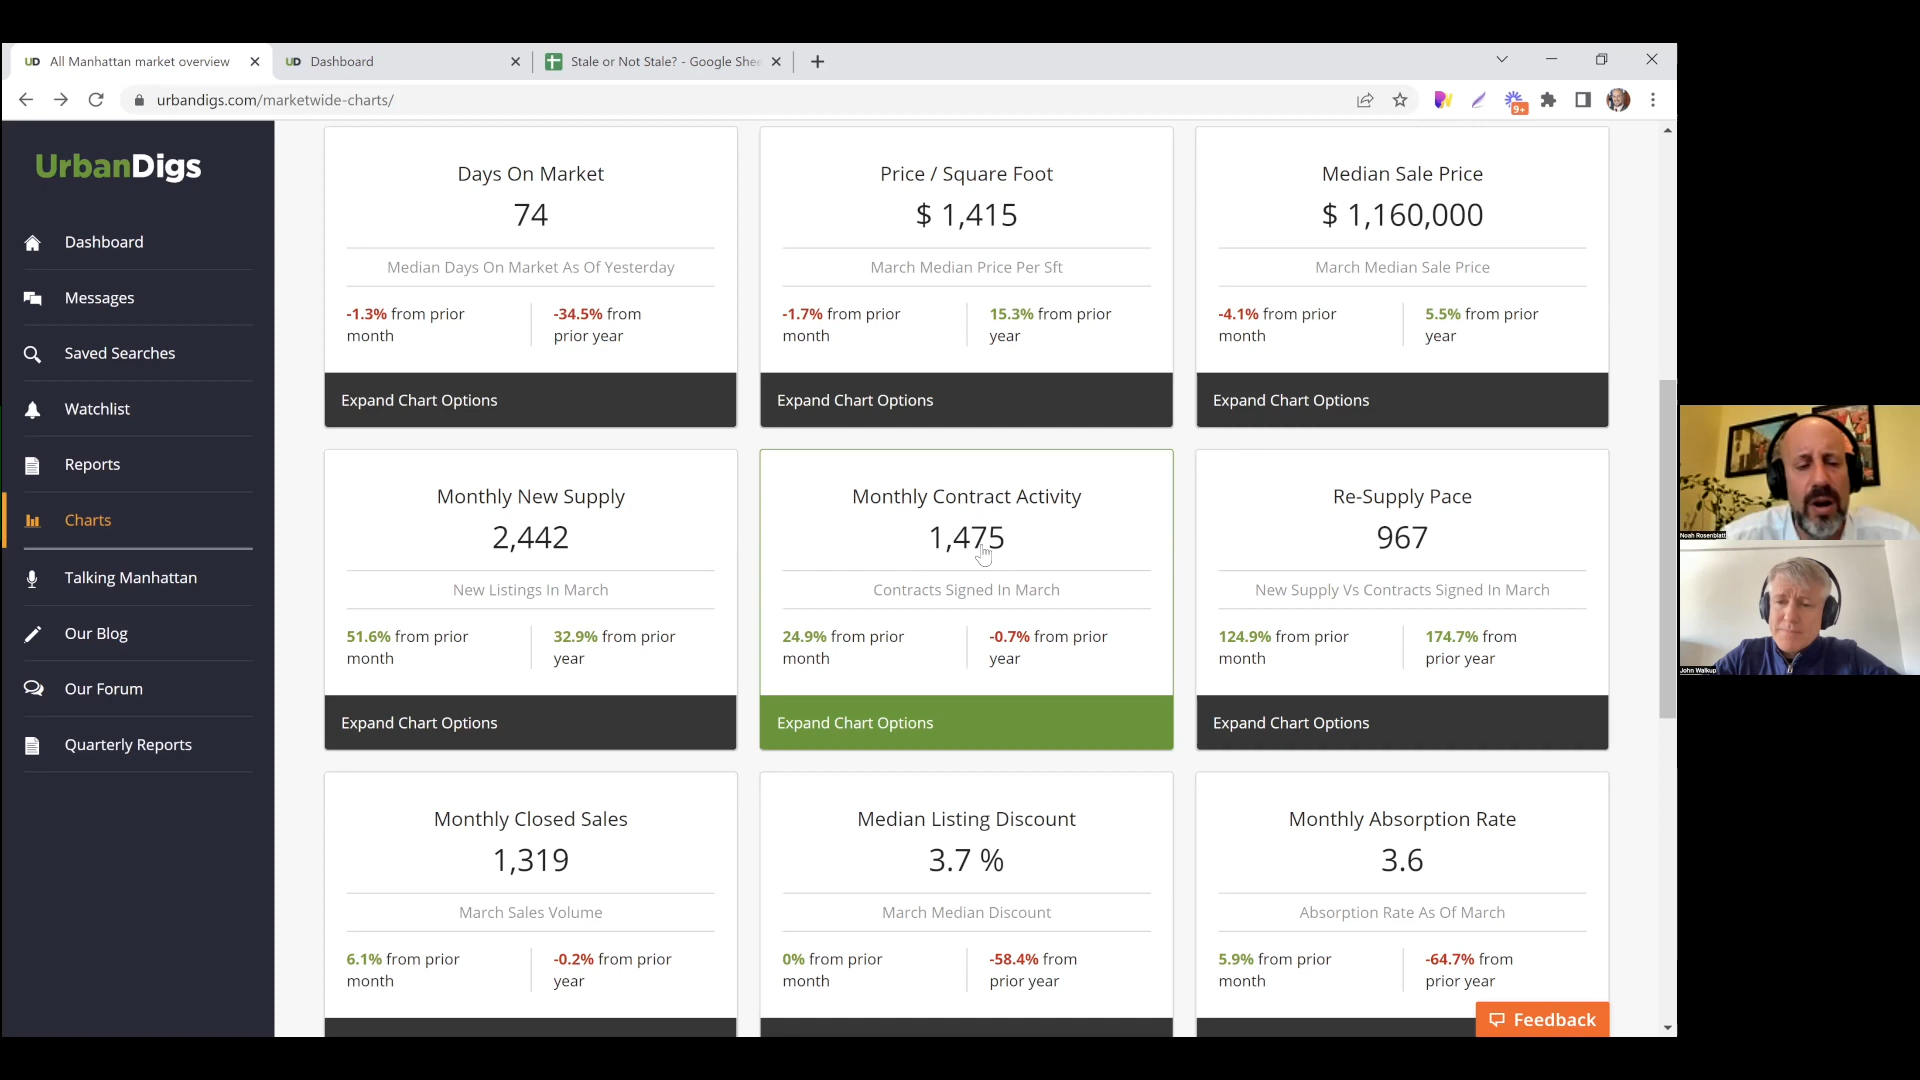 UD All Manhattan market overview
UD Dashboard
Stale or Not Stale? - Google Shee
urbandigs.com/marketwide-charts/
9+
UrbanDigs
Dashboard
Messages
Saved Searches
Watchlist
Reports
Charts
Talking Manhattan
Our Blog
Our Forum
Quarterly Reports
Days On Market
74
Median Days On Market As Of Yesterday
-1.3% from prior
month
-34.5% from
prior year
Expand Chart Options
Price / Square Foot
$ 1,415
March Median Price Per Sft
-1.7% from prior
month
15.3% from prior
year
Expand Chart Options
Median Sale Price
$ 1,160,000
March Median Sale Price
-4.1% from prior
month
5.5% from prior
year
Expand Chart Options
Monthly New Supply
2,442
New Listings In March
51.6% from prior
month
32.9% from prior
year
Expand Chart Options
Monthly Contract Activity
1,475
Contracts Signed In March
24.9% from prior
month
-0.7% from prior
year
Expand Chart Options
Re-Supply Pace
967
New Supply Vs Contracts Signed In March
124.9% from prior
month
174.7% from
prior year
Expand Chart Options
Monthly Closed Sales
1,319
March Sales Volume
6.1% from prior
month
-0.2% from prior
year
Median Listing Discount
3.7 %
March Median Discount
0% from prior
month
-58.4% from
prior year
Monthly Absorption Rate
3.6
Absorption Rate As Of March
5.9% from prior
month
-64.7% from
prior year
Feedback
Noah Rosenblatt
John Walkup